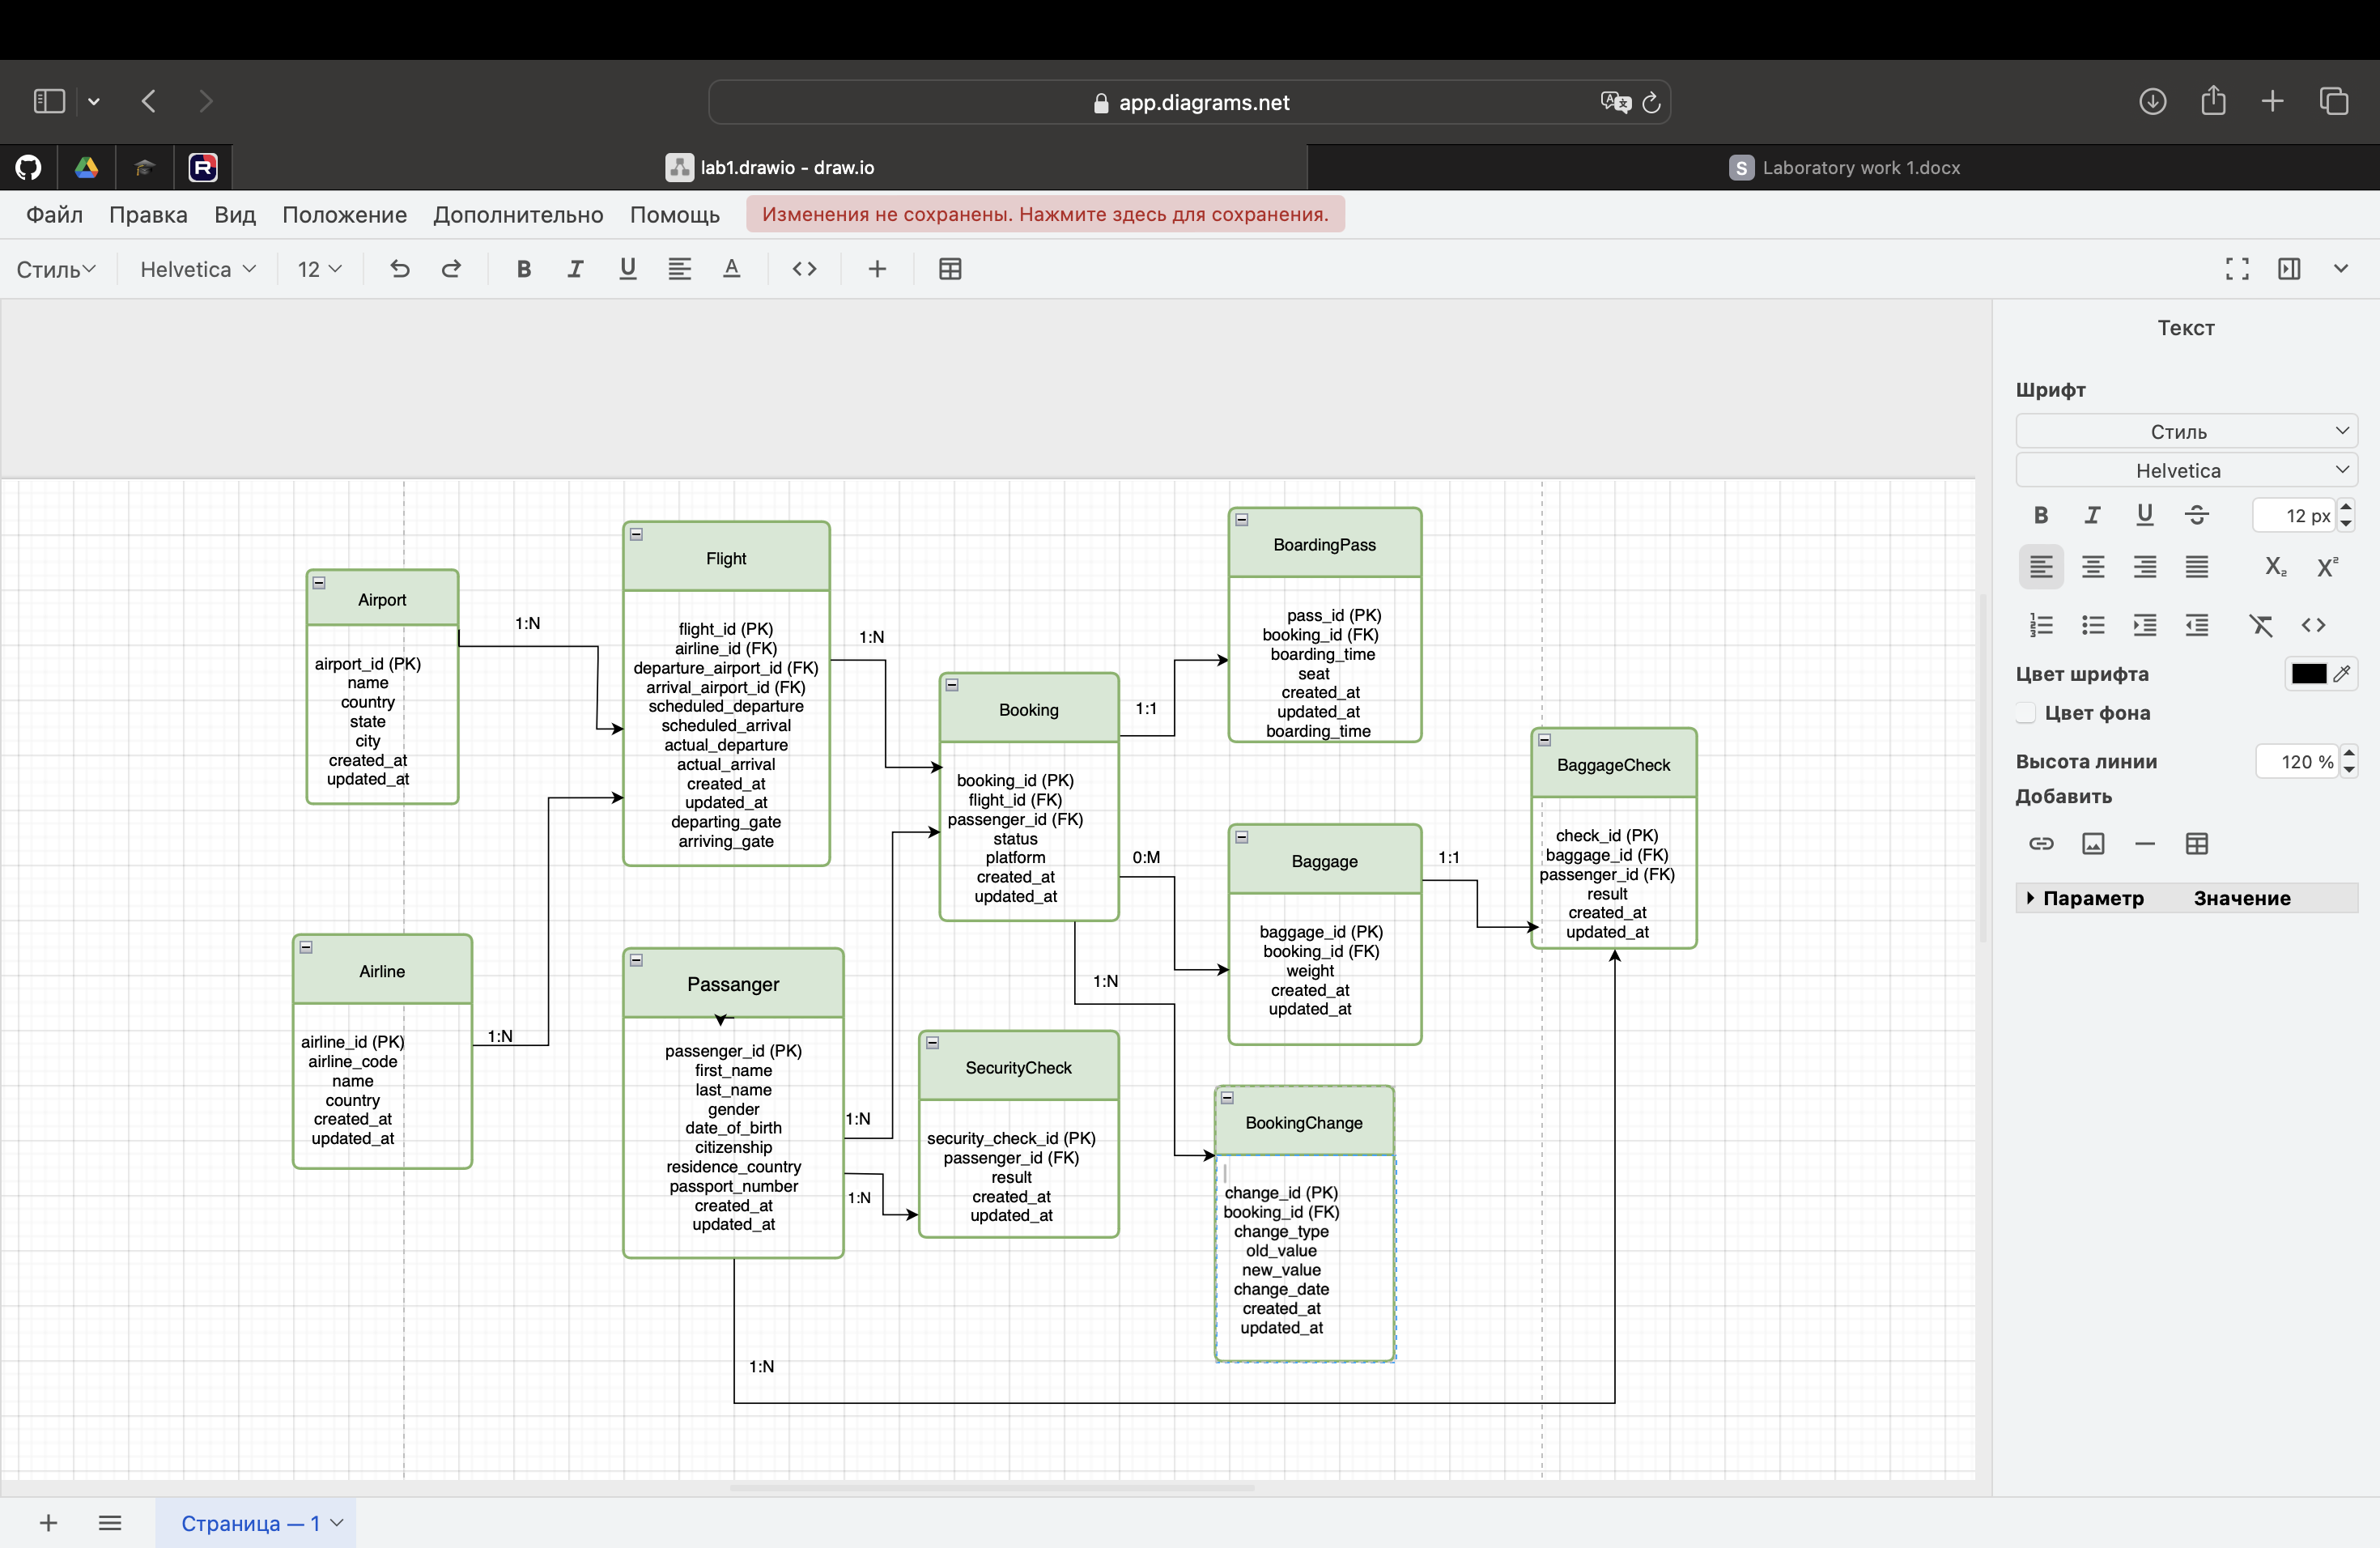 app.diagrams.net
lab1.drawio - draw.io
S Laboratory work 1.docx
Файл Правка Вид Положение Дополнительно Помощь Изменения не сохранены. Нажмите здесь для сохранения.
Стиль Helvetica 12 B I U A
Текст
Шрифт
Стиль
Helvetica
B I U S 12 px
X₂ X²
Цвет шрифта
Цвет фона
Высота линии 120 %
Добавить
Параметр Значение
Airport
airport_id (PK)
name
country
state
city
created_at
updated_at
1:N
Flight
flight_id (PK)
airline_id (FK)
departure_airport_id (FK)
arrival_airport_id (FK)
scheduled_departure
scheduled_arrival
actual_departure
actual_arrival
created_at
updated_at
departing_gate
arriving_gate
1:N
Booking
booking_id (PK)
flight_id (FK)
passenger_id (FK)
status
platform
created_at
updated_at
1:1
BoardingPass
pass_id (PK)
booking_id (FK)
boarding_time
seat
created_at
updated_at
boarding_time
0:M
Baggage
baggage_id (PK)
booking_id (FK)
weight
created_at
updated_at
1:1
BaggageCheck
check_id (PK)
baggage_id (FK)
passenger_id (FK)
result
created_at
updated_at
Airline
airline_id (PK)
airline_code
name
country
created_at
updated_at
1:N
Passanger
passenger_id (PK)
first_name
last_name
gender
date_of_birth
citizenship
residence_country
passport_number
created_at
updated_at
1:N
1:N
SecurityCheck
security_check_id (PK)
passenger_id (FK)
result
created_at
updated_at
1:N
BookingChange
change_id (PK)
booking_id (FK)
change_type
old_value
new_value
change_date
created_at
updated_at
1:N
Страница — 1